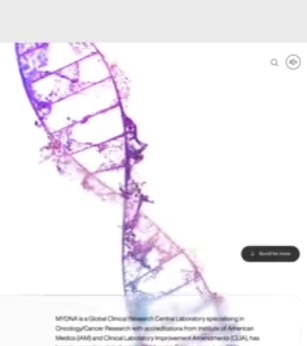 Scroll for more
MYDNA is a Global Clinical Research Central Laboratory specialising in
Oncology/Cancer Research with accreditations from Institute of American
Medics (IAM) and Clinical Laboratory Improvement Amendments (CLIA), has